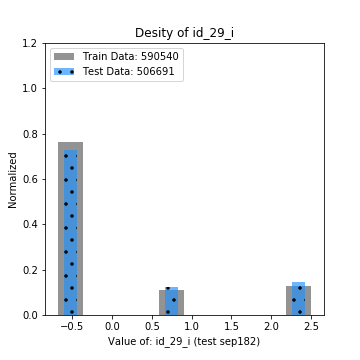 Desity of id_29_i
Train Data: 590540
Test Data: 506691
Normalized
1.2
1.0
0.8
0.6
0.4
0.2
0.0
−0.5 0.0 0.5 1.0 1.5 2.0 2.5
Value of: id_29_i (test sep182)